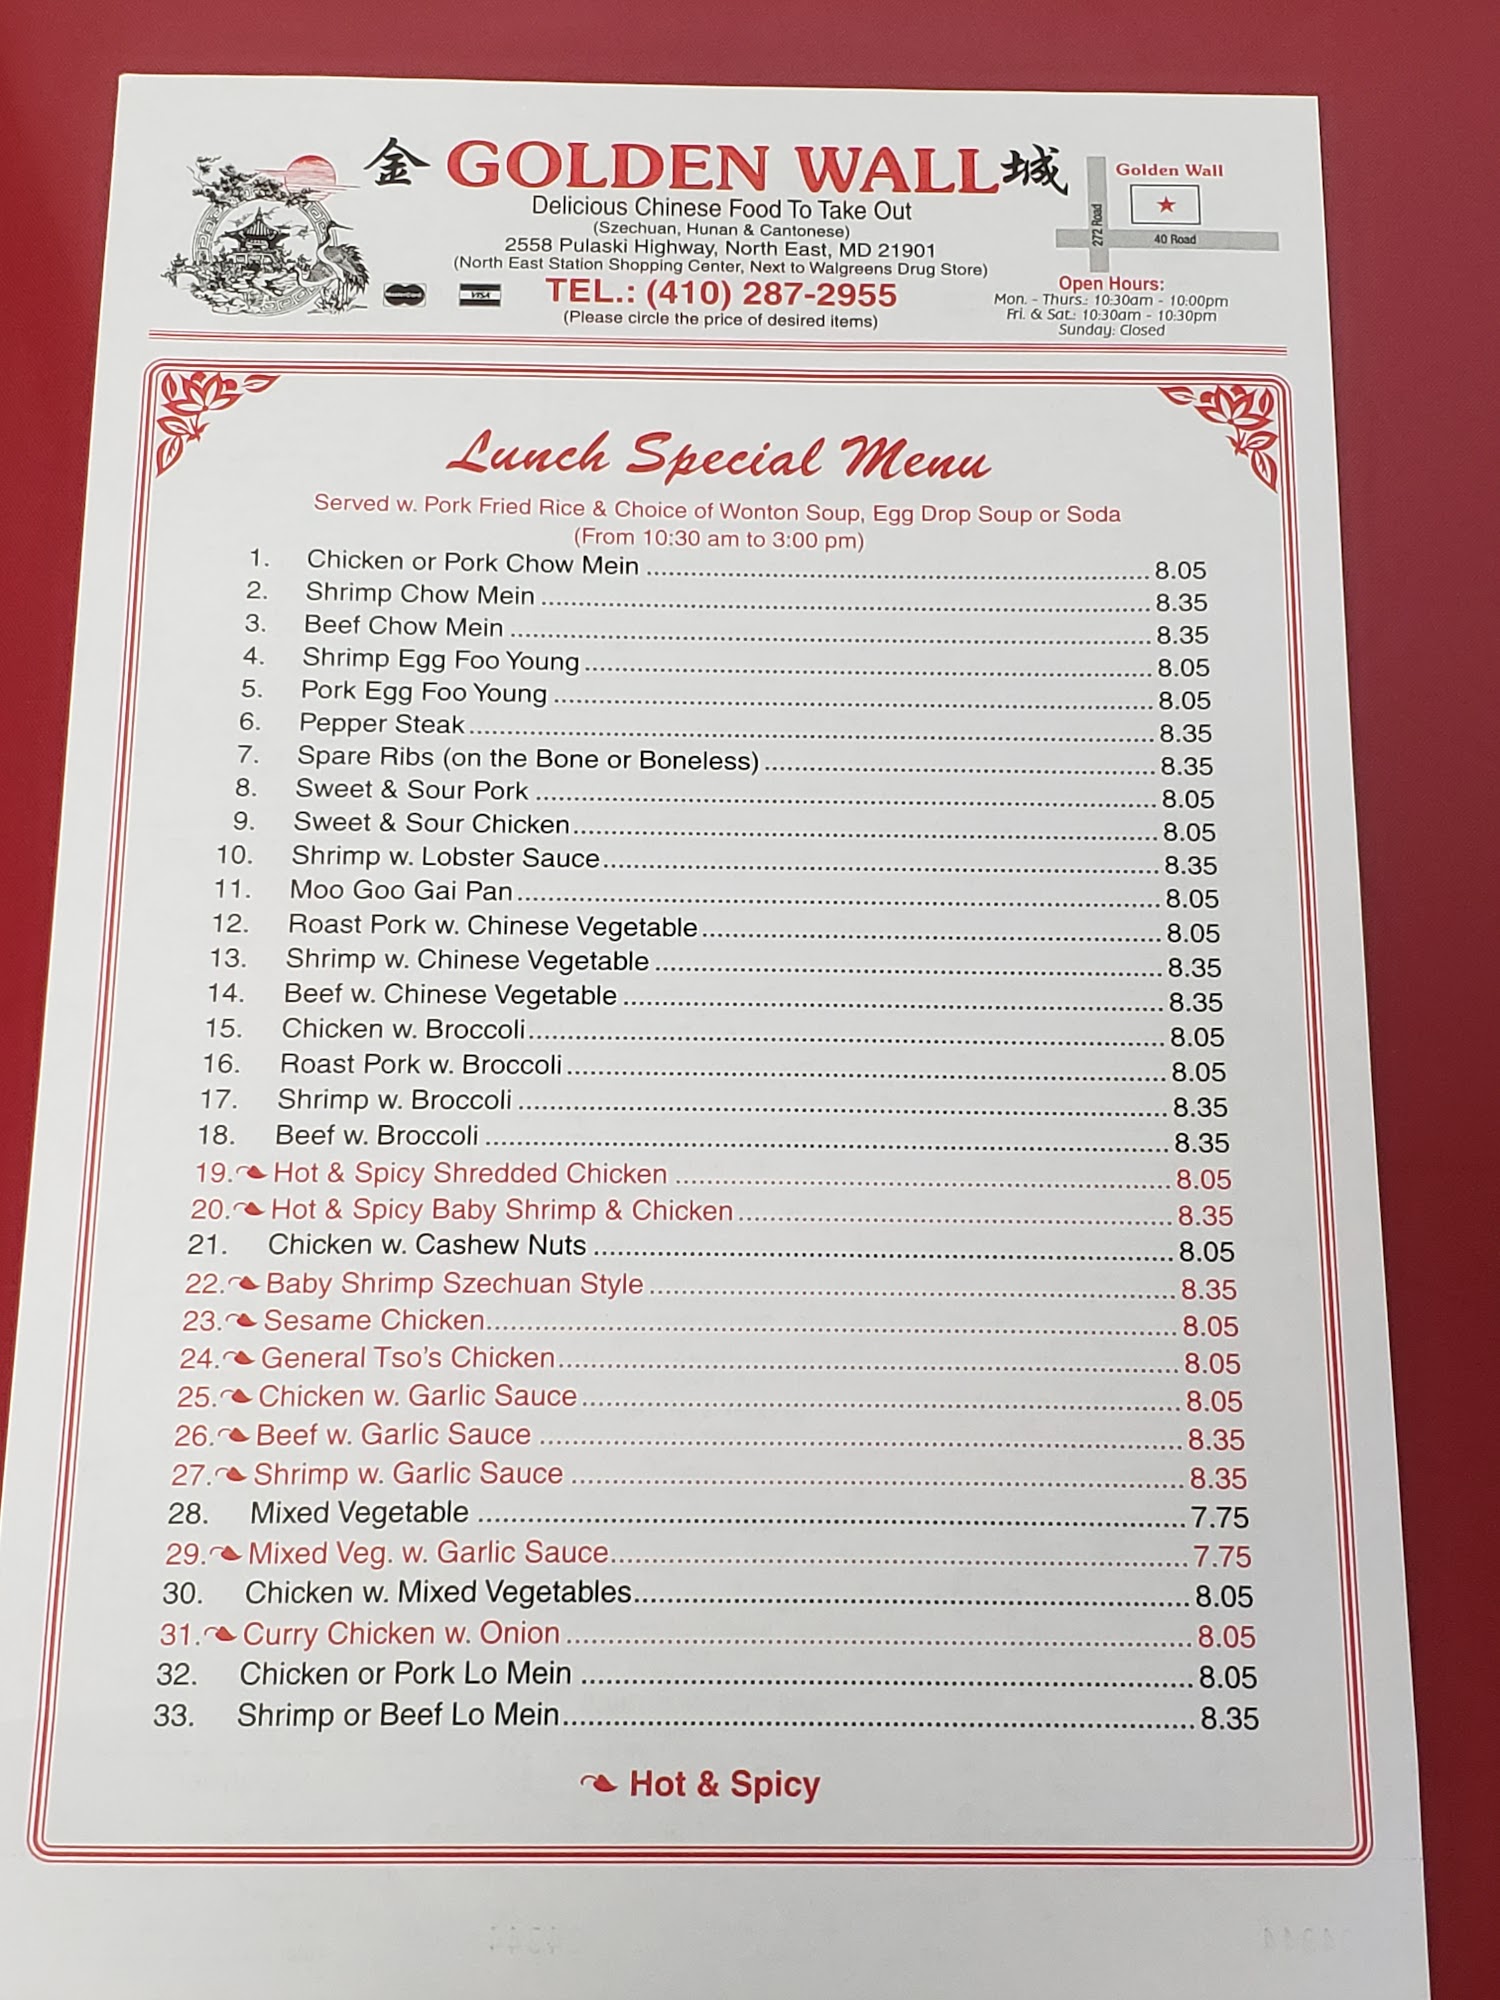 金 GOLDEN WALL 城
Delicious Chinese Food To Take Out
(Szechuan, Hunan & Cantonese)
2558 Pulaski Highway, North East, MD 21901
(North East Station Shopping Center, Next to Walgreens Drug Store)
MasterCard VISA
TEL.: (410) 287-2955
(Please circle the price of desired items)
Golden Wall
272 Road
40 Road
Open Hours:
Mon. - Thurs.: 10:30am - 10:00pm
Fri. & Sat.: 10:30am - 10:30pm
Sunday: Closed
Lunch Special Menu
Served w. Pork Fried Rice & Choice of Wonton Soup, Egg Drop Soup or Soda
(From 10:30 am to 3:00 pm)
1. Chicken or Pork Chow Mein 8.05
2. Shrimp Chow Mein 8.35
3. Beef Chow Mein 8.35
4. Shrimp Egg Foo Young 8.05
5. Pork Egg Foo Young 8.05
6. Pepper Steak 8.35
7. Spare Ribs (on the Bone or Boneless) 8.35
8. Sweet & Sour Pork 8.05
9. Sweet & Sour Chicken 8.05
10. Shrimp w. Lobster Sauce 8.35
11. Moo Goo Gai Pan 8.05
12. Roast Pork w. Chinese Vegetable 8.05
13. Shrimp w. Chinese Vegetable 8.35
14. Beef w. Chinese Vegetable 8.35
15. Chicken w. Broccoli 8.05
16. Roast Pork w. Broccoli 8.05
17. Shrimp w. Broccoli 8.35
18. Beef w. Broccoli 8.35
19. Hot & Spicy Shredded Chicken 8.05
20. Hot & Spicy Baby Shrimp & Chicken 8.35
21. Chicken w. Cashew Nuts 8.05
22. Baby Shrimp Szechuan Style 8.35
23. Sesame Chicken 8.05
24. General Tso's Chicken 8.05
25. Chicken w. Garlic Sauce 8.05
26. Beef w. Garlic Sauce 8.35
27. Shrimp w. Garlic Sauce 8.35
28. Mixed Vegetable 7.75
29. Mixed Veg. w. Garlic Sauce 7.75
30. Chicken w. Mixed Vegetables 8.05
31. Curry Chicken w. Onion 8.05
32. Chicken or Pork Lo Mein 8.05
33. Shrimp or Beef Lo Mein 8.35
Hot & Spicy